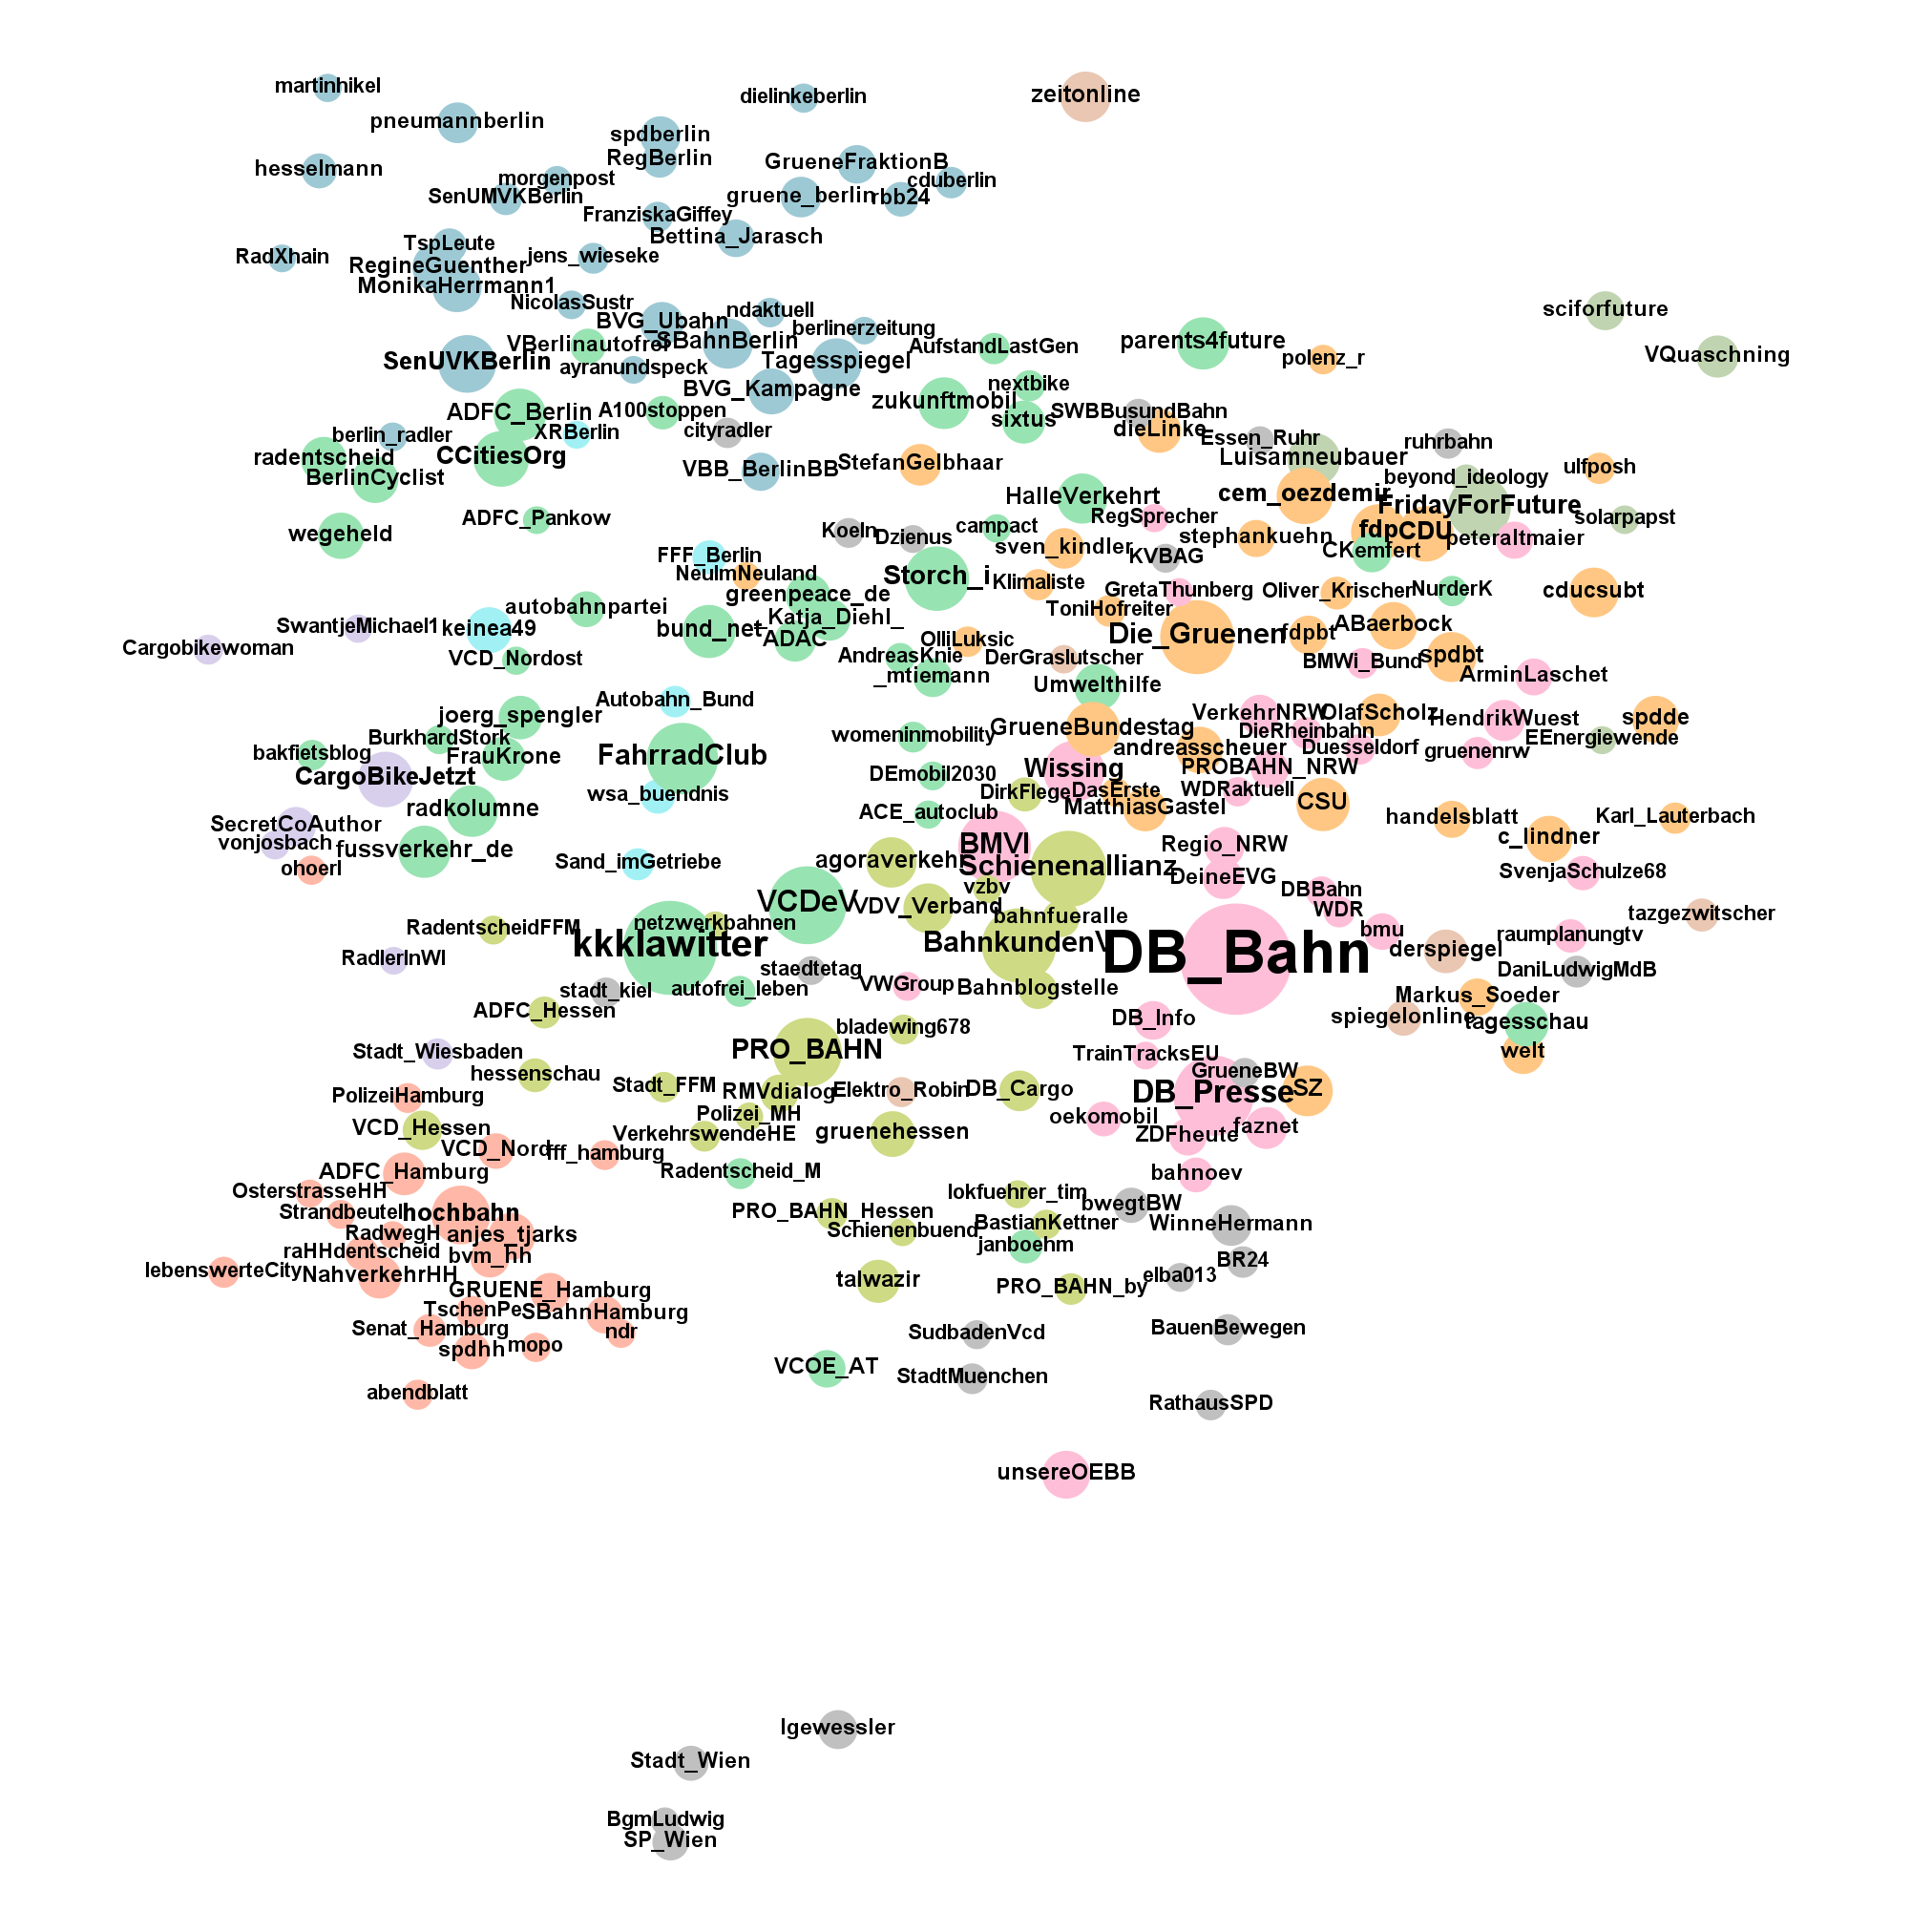 martinhikel
dielinkeberlin
zeitonline
pneumannberlin
spdberlin
RegBerlin
GrueneFraktionB
hesselmann
morgenpost
cduberlin
SenUMVKBerlin
gruene_berlin
rbb24
FranziskaGiffey
Bettina_Jarasch
TspLeute
RadXhain
jens_wieseke
RegineGuenther
MonikaHerrmann1
NicolasSustr
ndaktuell
sciforfuture
BVG_Ubahn
berlinerzeitung
VBerlinautofrei
SBahnBerlin
AufstandLastGen
parents4future
polenz_r
VQuaschning
SenUVKBerlin
ayranundspeck
Tagesspiegel
BVG_Kampagne
nextbike
zukunftmobil
ADFC_Berlin
A100stoppen
sixtus
SWBBusundBahn
dieLinke
berlin_radler
XRBerlin
cityradler
Essen_Ruhr
ruhrbahn
radentscheid
CCitiesOrg
Luisamneubauer
BerlinCyclist
VBB_BerlinBB
StefanGelbhaar
beyond_ideology
ulfposh
HalleVerkehrt
cem_oezdemir
FridayForFuture
ADFC_Pankow
RegSprecher
solarpapst
wegeheld
Koeln
Dzienus
campact
stephankuehn
fdp
CDU
peteraltmaier
FFF_Berlin
sven_kindler
KVBAG
CKemfert
NeuImNeuland
Storch_i
Klimaliste
GretaThunberg
Oliver_Krischer
NurderK
cducsubt
greenpeace_de
autobahnpartei
ToniHofreiter
_Katja_Diehl_
SwantjeMichael1
keinea49
bund_net
ADAC
OlliLuksic
Die_Gruenen
fdpbt
ABaerbock
Cargobikewoman
VCD_Nordost
AndreasKnie
DerGraslutscher
BMWi_Bund
spdbt
_mtiemann
Umwelthilfe
ArminLaschet
Autobahn_Bund
joerg_spengler
VerkehrNRW
OlafScholz
HendrikWuest
spdde
BurkhardStork
womeninmobility
GrueneBundestag
DieRheinbahn
EEnergiewende
bakfietsblog
FrauKrone
FahrradClub
andreasscheuer
Duesseldorf
gruenenrw
CargoBikeJetzt
DEmobil2030
Wissing
PROBAHN_NRW
wsa_buendnis
DirkFlege
DasErste
WDRaktuell
radkolumne
ACE_autoclub
MatthiasGastel
CSU
handelsblatt
Karl_Lauterbach
SecretCoAuthor
c_lindner
vonjosbach
fussverkehr_de
BMVI
Regio_NRW
ohoerl
Sand_imGetriebe
agoraverkehr
Schienenallianz
DeineEVG
SvenjaSchulze68
vzbv
DBBahn
VCDeV
VDV_Verband
WDR
tazgezwitscher
RadentscheidFFM
netzwerkbahnen
bahnfueralle
bmu
raumplanungtv
kkklawitter
BahnkundenV
DB_Bahn
derspiegel
RadlerInWI
staedtetag
DaniLudwigMdB
stadt_kiel
autofrei_leben
VWGroup
Bahnblogstelle
Markus_Soeder
ADFC_Hessen
DB_Info
spiegelonline
tagesschau
bladewing678
Stadt_Wiesbaden
PRO_BAHN
TrainTracksEU
welt
hessenschau
GrueneBW
Stadt_FFM
RMVdialog
Elektro_Robin
DB_Cargo
DB_Presse
SZ
PolizeiHamburg
Polizei_MH
oekomobil
VCD_Hessen
VerkehrswendeHE
gruenehessen
ZDFheute
faznet
VCD_Nord
fff_hamburg
ADFC_Hamburg
Radentscheid_M
bahnoev
OsterstrasseHH
lokfuehrer_tim
bwegtBW
Strandbeutel
hochbahn
PRO_BAHN_Hessen
BastianKettner
WinneHermann
RadwegH
anjes_tjarks
Schienenbuend
janboehm
raHHdentscheid
bvm_hh
BR24
lebenswerteCity
NahverkehrHH
talwazir
elba013
GRUENE_Hamburg
PRO_BAHN_by
TschenPe
SBahnHamburg
Senat_Hamburg
ndr
SudbadenVcd
BauenBewegen
spdhh
mopo
VCOE_AT
StadtMuenchen
abendblatt
RathausSPD
unsereOEBB
lgewessler
Stadt_Wien
BgmLudwig
SP_Wien